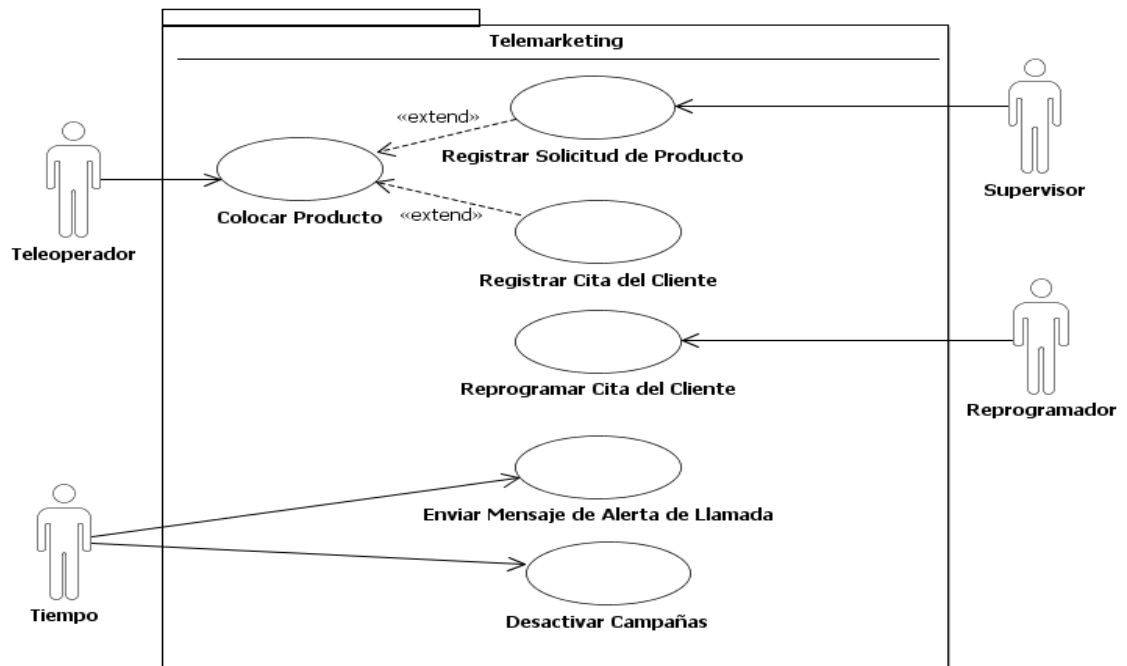 Telemarketing
«extend»
Registrar Solicitud de Producto
Supervisor
Colocar Producto
«extend»
Teleoperador
Registrar Cita del Cliente
Reprogramar Cita del Cliente
Reprogramador
Enviar Mensaje de Alerta de Llamada
Tiempo
Desactivar Campañas